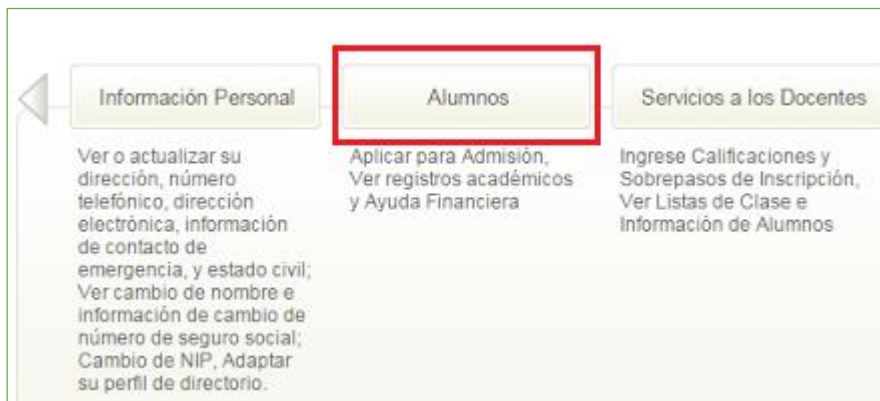 Información Personal
Ver o actualizar su
dirección, número
telefónico, dirección
electrónica, información
de contacto de
emergencia, y estado civil;
Ver cambio de nombre e
información de cambio de
número de seguro social;
Cambio de NIP, Adaptar
su perfil de directorio.
Alumnos
Aplicar para Admisión,
Ver registros académicos
y Ayuda Financiera
Servicios a los Docentes
Ingrese Calificaciones y
Sobrepasos de Inscripción,
Ver Listas de Clase e
Información de Alumnos